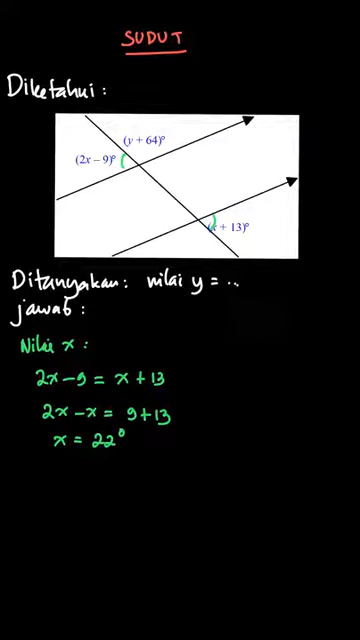 SUDUT
Diketahui :
(y + 64)°
(2x – 9)°
(x + 13)°
Ditanyakan: nilai y = ...
jawab :
Nilai x :
2x - 9 = x + 13
2x - x = 9 + 13
x = 22°